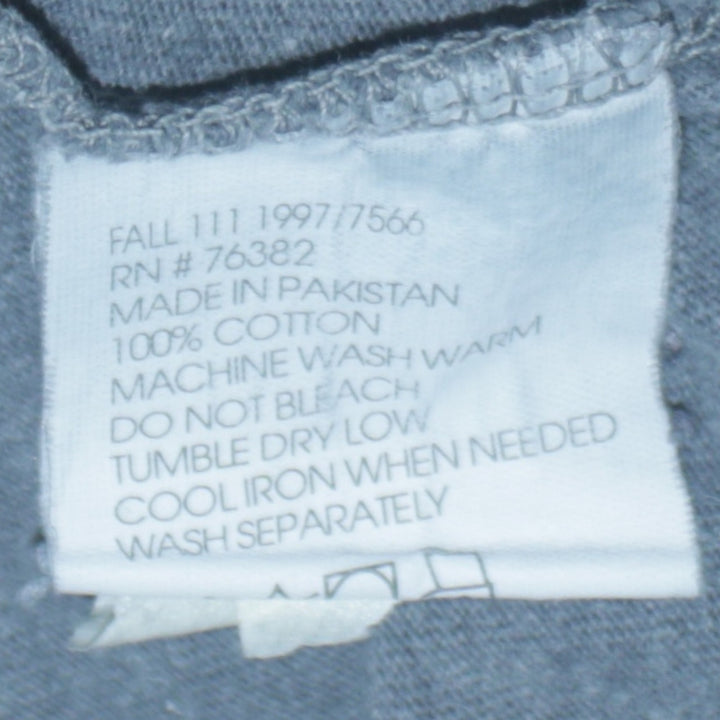 FALL 111 1997/7566
RN # 76382
MADE IN PAKISTAN
100% COTTON
MACHINE WASH WARM
DO NOT BLEACH
TUMBLE DRY LOW
COOL IRON WHEN NEEDED
WASH SEPARATELY